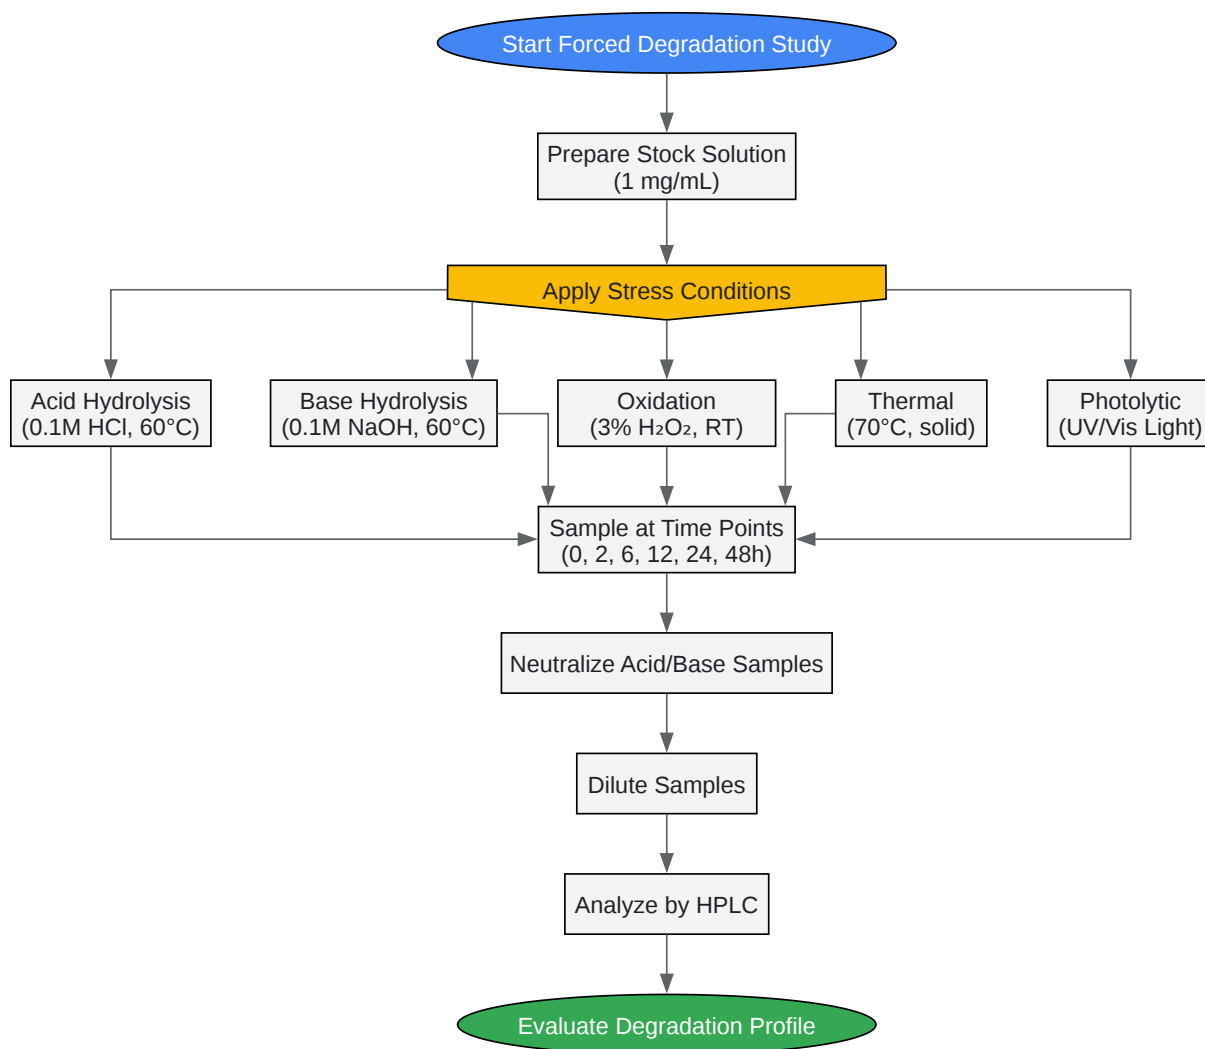 Start Forced Degradation Study
Prepare Stock Solution
(1 mg/mL)
Apply Stress Conditions
Acid Hydrolysis
(0.1M HCl, 60°C)
Base Hydrolysis
(0.1M NaOH, 60°C)
Oxidation
(3% H₂O₂, RT)
Thermal
(70°C, solid)
Photolytic
(UV/Vis Light)
Sample at Time Points
(0, 2, 6, 12, 24, 48h)
Neutralize Acid/Base Samples
Dilute Samples
Analyze by HPLC
Evaluate Degradation Profile